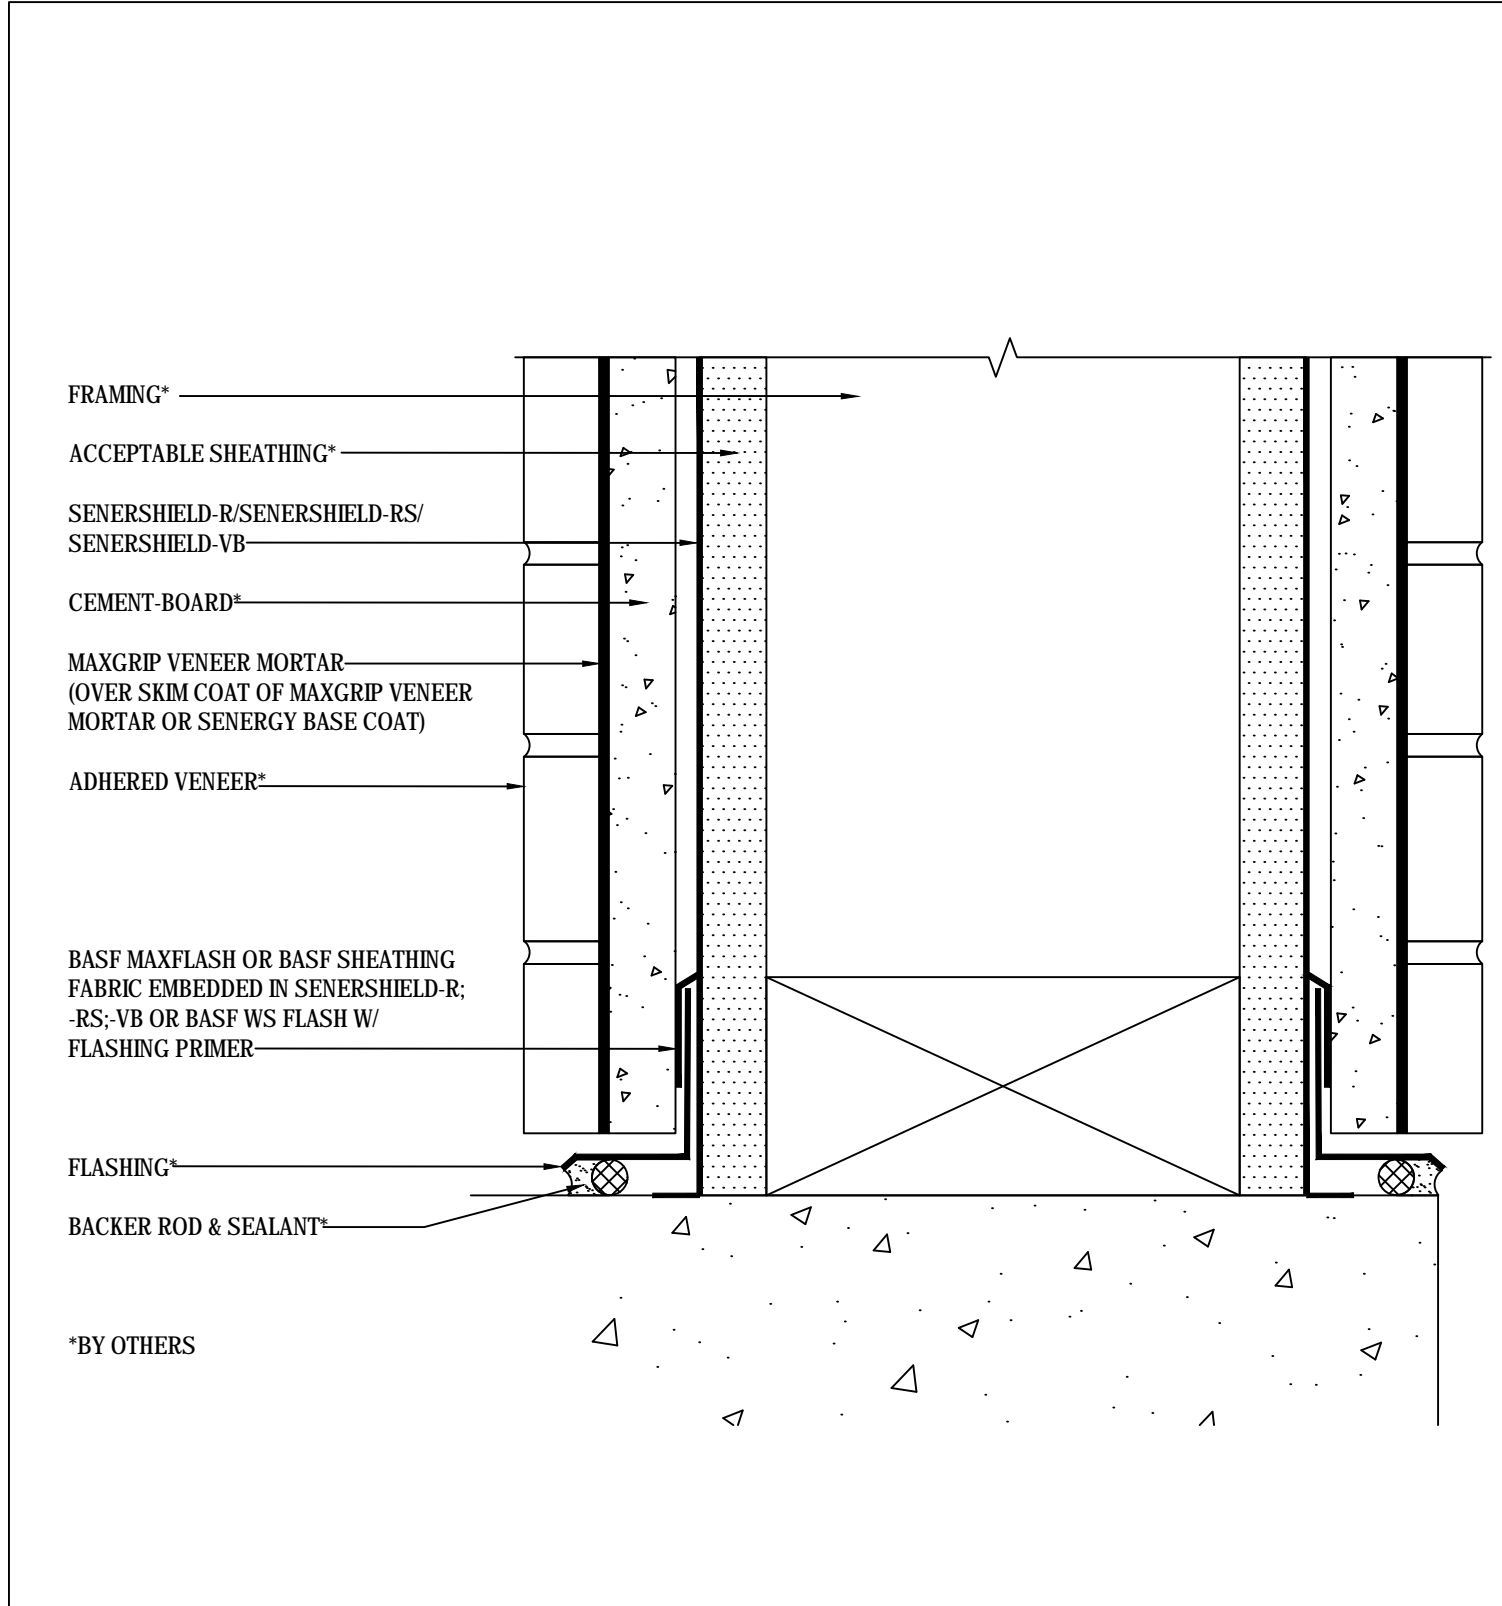 FRAMING*
ACCEPTABLE SHEATHING*
SENERSHIELD-R/SENERSHIELD-RS/
SENERSHIELD-VB
CEMENT-BOARD*
MAXGRIP VENEER MORTAR
(OVER SKIM COAT OF MAXGRIP VENEER
MORTAR OR SENERGY BASE COAT)
ADHERED VENEER*
BASF MAXFLASH OR BASF SHEATHING
FABRIC EMBEDDED IN SENERSHIELD-R;
-RS;-VB OR BASF WS FLASH W/
FLASHING PRIMER
FLASHING*
BACKER ROD & SEALANT*
*BY OTHERS